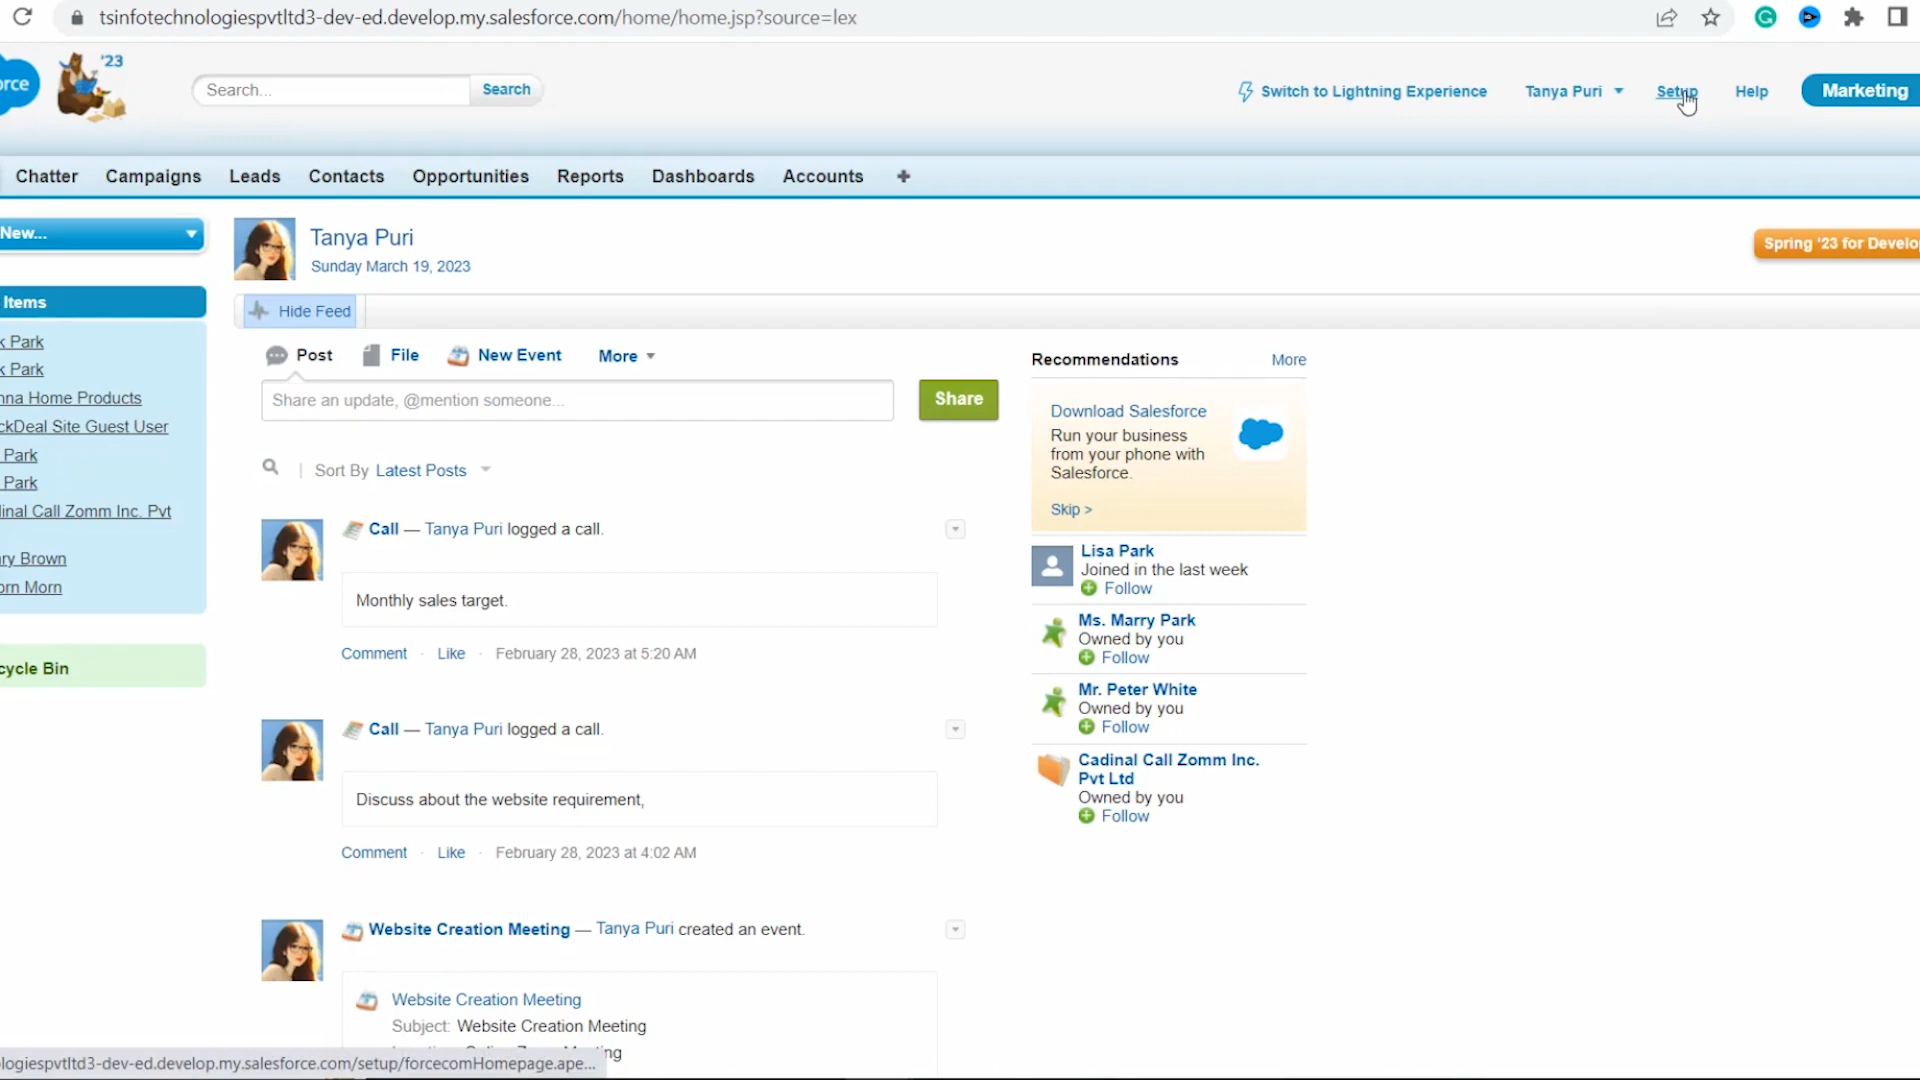 tsinfotechnologiespvtltd3-dev-ed.develop.my.salesforce.com/home/home.jsp?source=lex
orce
'23
Search...
Search
Switch to Lightning Experience
Tanya Puri
Setup
Help
Marketing
Chatter
Campaigns
Leads
Contacts
Opportunities
Reports
Dashboards
Accounts
+
New...
Tanya Puri
Sunday March 19, 2023
Spring '23 for Develo
Items
Hide Feed
k Park
k Park
nna Home Products
ckDeal Site Guest User
Park
Park
inal Call Zomm Inc. Pvt
ry Brown
orn Morn
cycle Bin
Post
File
New Event
More
Share an update, @mention someone...
Share
Sort By Latest Posts
Call — Tanya Puri logged a call.
Monthly sales target.
Comment · Like · February 28, 2023 at 5:20 AM
Call — Tanya Puri logged a call.
Discuss about the website requirement,
Comment · Like · February 28, 2023 at 4:02 AM
Website Creation Meeting — Tanya Puri created an event.
Website Creation Meeting
Subject: Website Creation Meeting
Recommendations
More
Download Salesforce
Run your business
from your phone with
Salesforce.
Skip >
Lisa Park
Joined in the last week
Follow
Ms. Marry Park
Owned by you
Follow
Mr. Peter White
Owned by you
Follow
Cadinal Call Zomm Inc.
Pvt Ltd
Owned by you
Follow
ologiespvtltd3-dev-ed.develop.my.salesforce.com/setup/forcecomHomepage.ape...